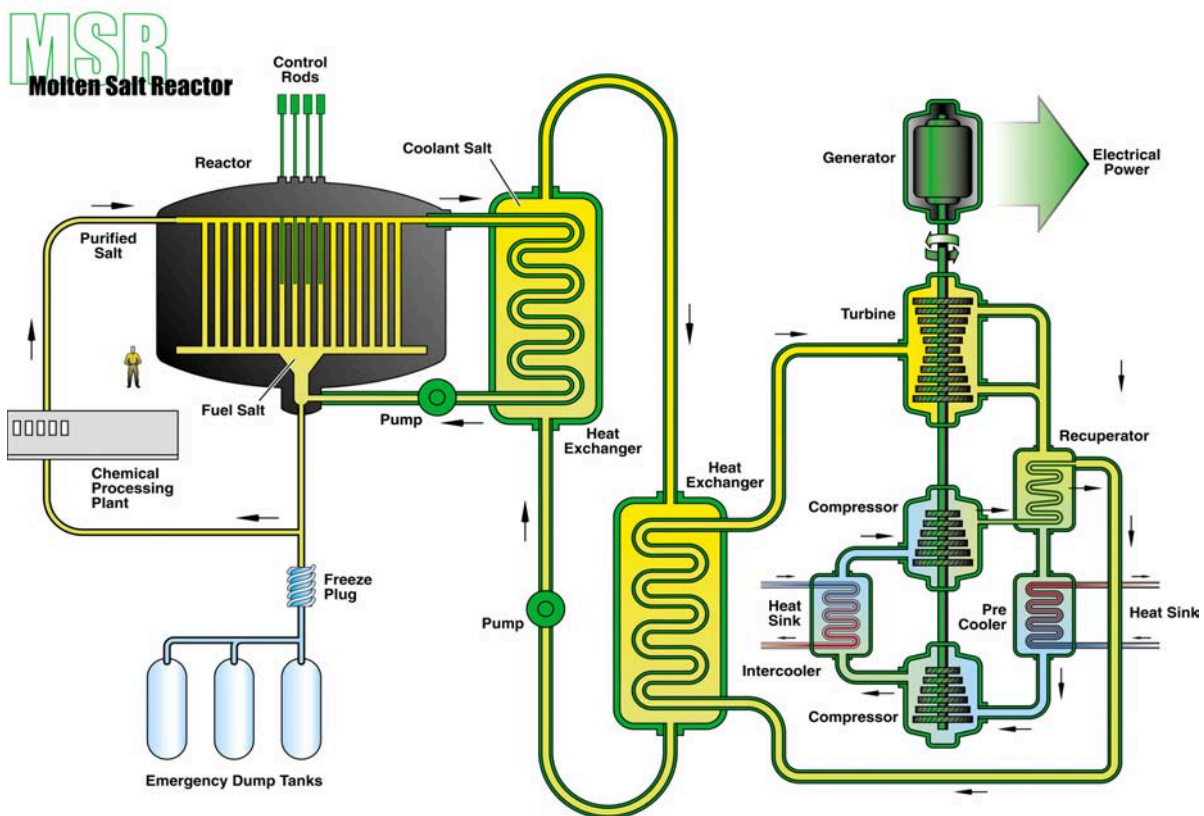 MSR
Molten Salt Reactor
Control
Rods
Reactor
Coolant Salt
Generator
Electrical
Power
Purified
Salt
Turbine
Fuel Salt
Pump
Heat
Exchanger
Recuperator
Chemical
Processing
Plant
Heat
Exchanger
Compressor
Freeze
Plug
Pump
Heat
Sink
Pre
Cooler
Heat Sink
Intercooler
Compressor
Emergency Dump Tanks